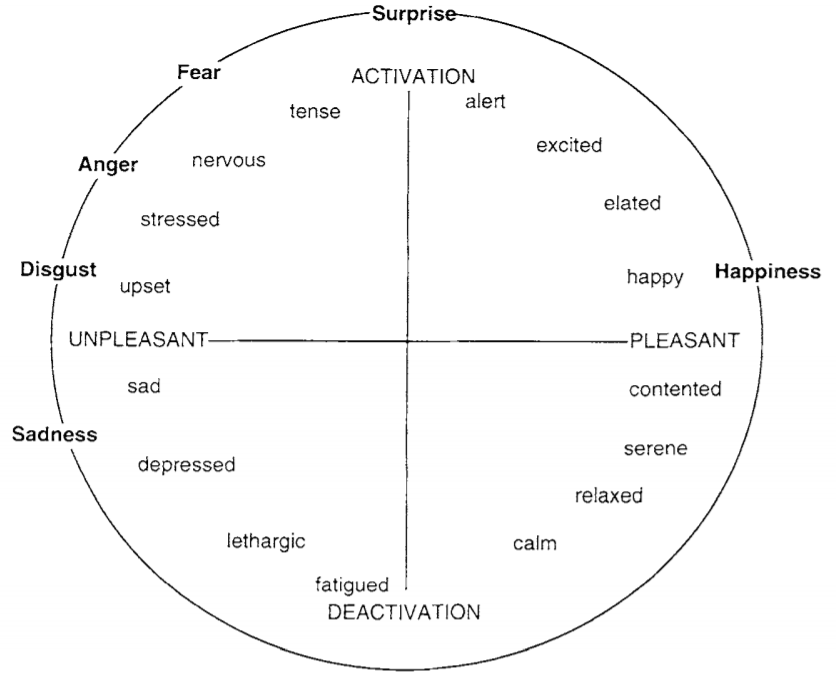 Surprise
Fear
ACTIVATION
tense
alert
excited
Anger
nervous
elated
stressed
Disgust
upset
happy
Happiness
UNPLEASANT
PLEASANT
sad
contented
Sadness
serene
depressed
relaxed
lethargic
calm
fatigued
DEACTIVATION